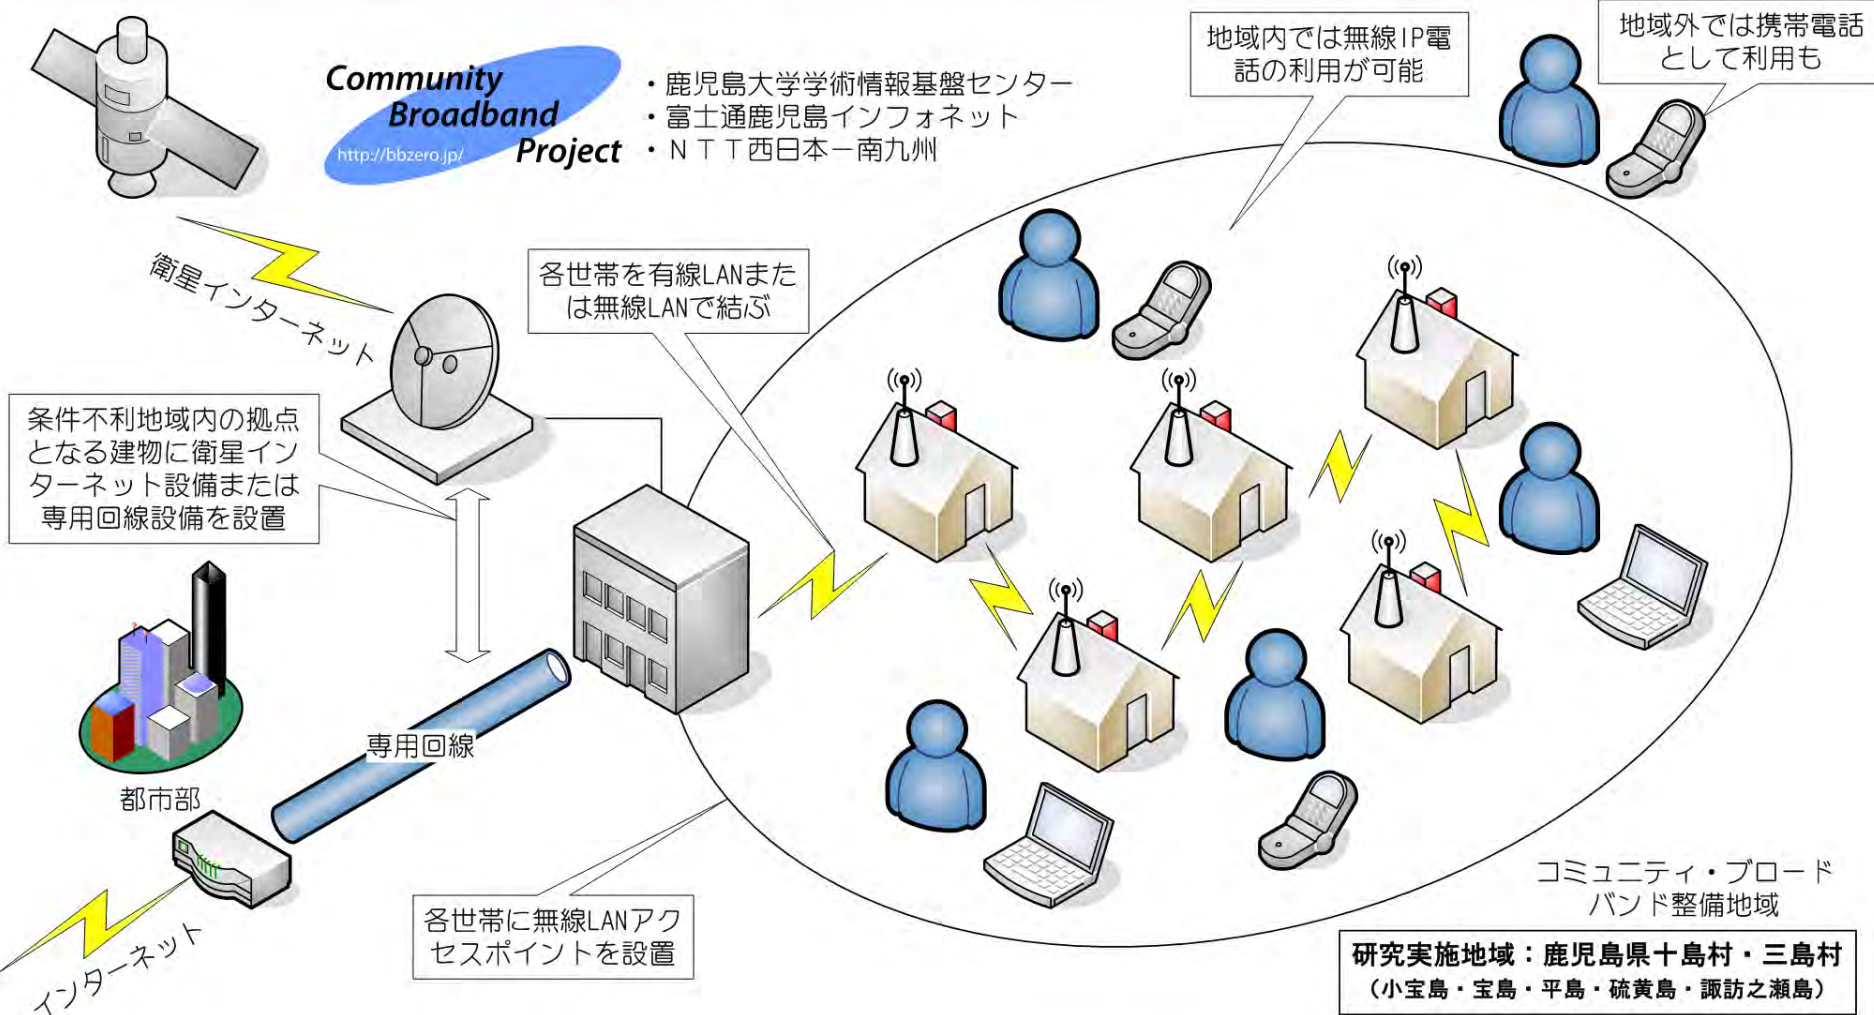 Community
Broadband
http://bbzero.jp/
Project
・鹿児島大学学術情報基盤センター
・富士通鹿児島インフォネット
・ＮＴＴ西日本－南九州
地域内では無線IP電
話の利用が可能
地域外では携帯電話
として利用も
衛星インターネット
各世帯を有線LANまた
は無線LANで結ぶ
条件不利地域内の拠点
となる建物に衛星イン
ターネット設備または
専用回線設備を設置
都市部
専用回線
インターネット
各世帯に無線LANアク
セスポイントを設置
コミュニティ・ブロード
バンド整備地域
研究実施地域：鹿児島県十島村・三島村
（小宝島・宝島・平島・硫黄島・諏訪之瀬島）